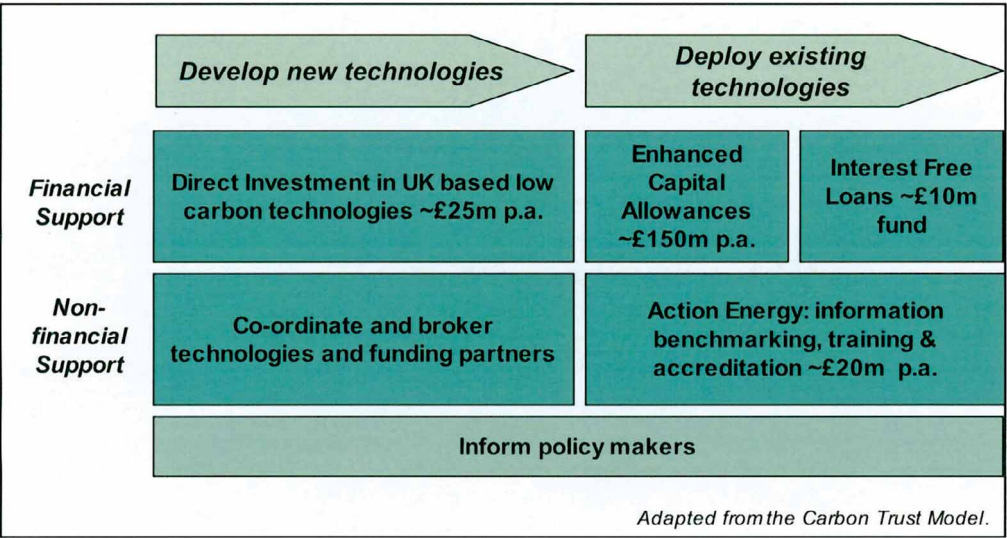 Develop new technologies
Deploy existing
technologies
Financial
Support
Direct Investment in UK based low
carbon technologies ~£25m p.a.
Enhanced
Capital
Allowances
~£150m p.a.
Interest Free
Loans ~£10m
fund
Non-
financial
Support
Co-ordinate and broker
technologies and funding partners
Action Energy: information
benchmarking, training &
accreditation ~£20m p.a.
Inform policy makers
Adapted from the Carbon Trust Model.